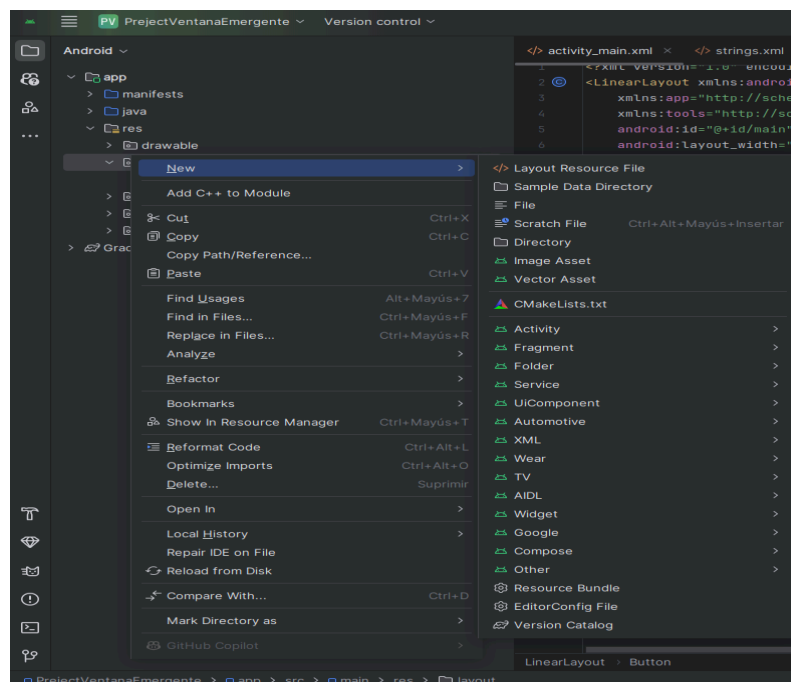 PV PrejectVentanaEmergente Version control
Android
activity_main.xml strings.xml
app
manifests
java
res
drawable
Grac
1 <?xml version="1.0" encodi
2 <LinearLayout xmlns:androi
3 xmlns:app="http://sche
4 xmlns:tools="http://sc
5 android:id="@+id/main"
6 android:layout_width="
New
Add C++ to Module
Cut Ctrl+X
Copy Ctrl+C
Copy Path/Reference...
Paste Ctrl+V
Find Usages Alt+Mayús+7
Find in Files... Ctrl+Mayús+F
Replace in Files... Ctrl+Mayús+R
Analyze
Refactor
Bookmarks
Show In Resource Manager Ctrl+Mayús+T
Reformat Code Ctrl+Alt+L
Optimize Imports Ctrl+Alt+O
Delete... Suprimir
Open In
Local History
Repair IDE on File
Reload from Disk
Compare With... Ctrl+D
Mark Directory as
GitHub Copilot
Layout Resource File
Sample Data Directory
File
Scratch File Ctrl+Alt+Mayús+Insertar
Directory
Image Asset
Vector Asset
CMakeLists.txt
Activity
Fragment
Folder
Service
UiComponent
Automotive
XML
Wear
TV
AIDL
Widget
Google
Compose
Other
Resource Bundle
EditorConfig File
Version Catalog
LinearLayout > Button
PrejectVentanaEmergente > app > src > main > res > layout